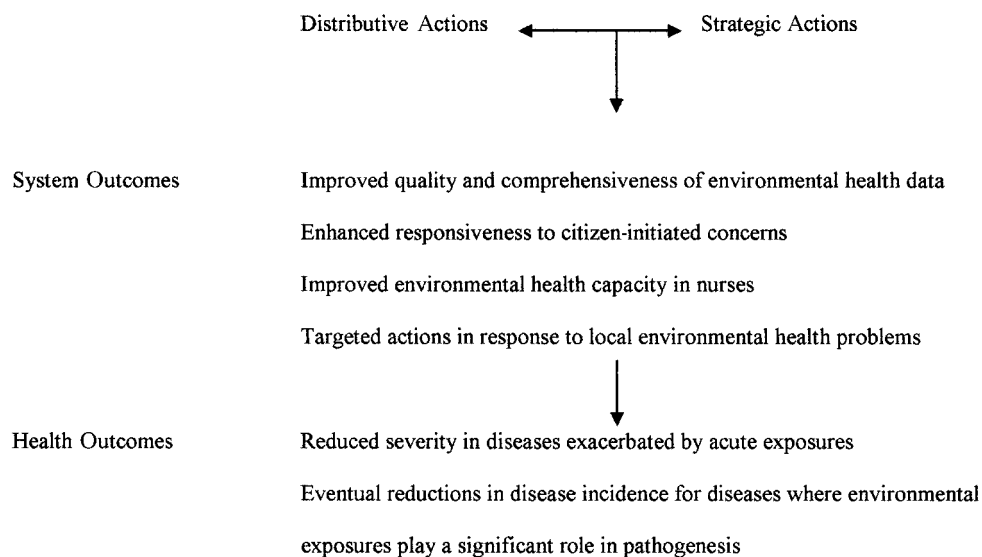 Distributive Actions Strategic Actions
System Outcomes Improved quality and comprehensiveness of environmental health data
Enhanced responsiveness to citizen-initiated concerns
Improved environmental health capacity in nurses
Targeted actions in response to local environmental health problems
Health Outcomes Reduced severity in diseases exacerbated by acute exposures
Eventual reductions in disease incidence for diseases where environmental
exposures play a significant role in pathogenesis